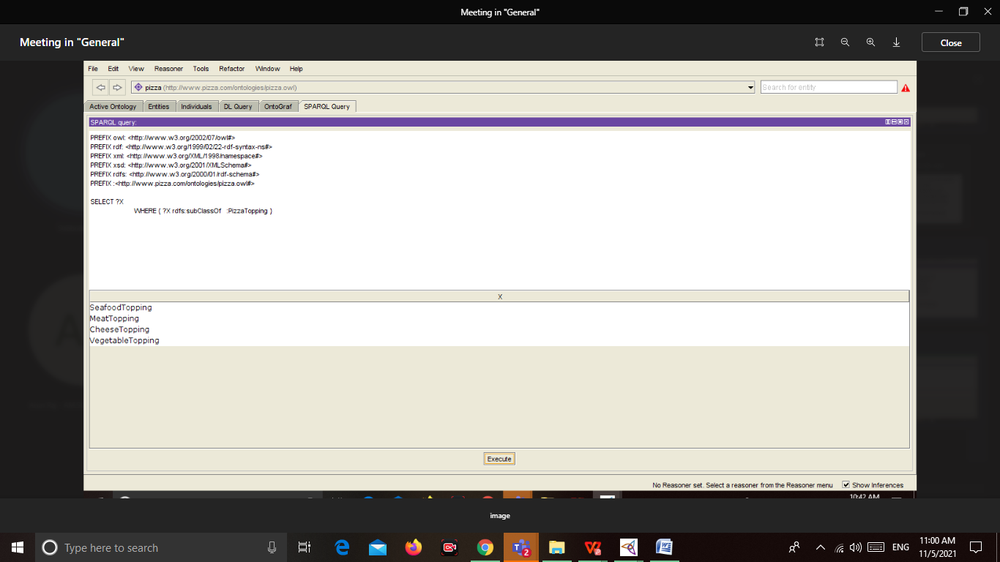 Meeting in "General"
Meeting in "General"
Close
File Edit View Reasoner Tools Refactor Window Help
pizza (http://www.pizza.com/ontologies/pizza.owl)
Search for entity
Active Ontology Entities Individuals DL Query OntoGraf SPARQL Query
SPARQL query:
PREFIX owl: <http://www.w3.org/2002/07/owl#>
PREFIX rdf: <http://www.w3.org/1999/02/22-rdf-syntax-ns#>
PREFIX xml: <http://www.w3.org/XML/1998/namespace#>
PREFIX xsd: <http://www.w3.org/2001/XMLSchema#>
PREFIX rdfs: <http://www.w3.org/2000/01/rdf-schema#>
PREFIX :<http://www.pizza.com/ontologies/pizza.owl#>
SELECT ?X
WHERE { ?X rdfs:subClassOf :PizzaTopping }
X
SeafoodTopping
MeatTopping
CheeseTopping
VegetableTopping
Execute
No Reasoner set. Select a reasoner from the Reasoner menu Show Inferences
10:42 AM
image
Type here to search
2
ENG
11:00 AM
11/5/2021